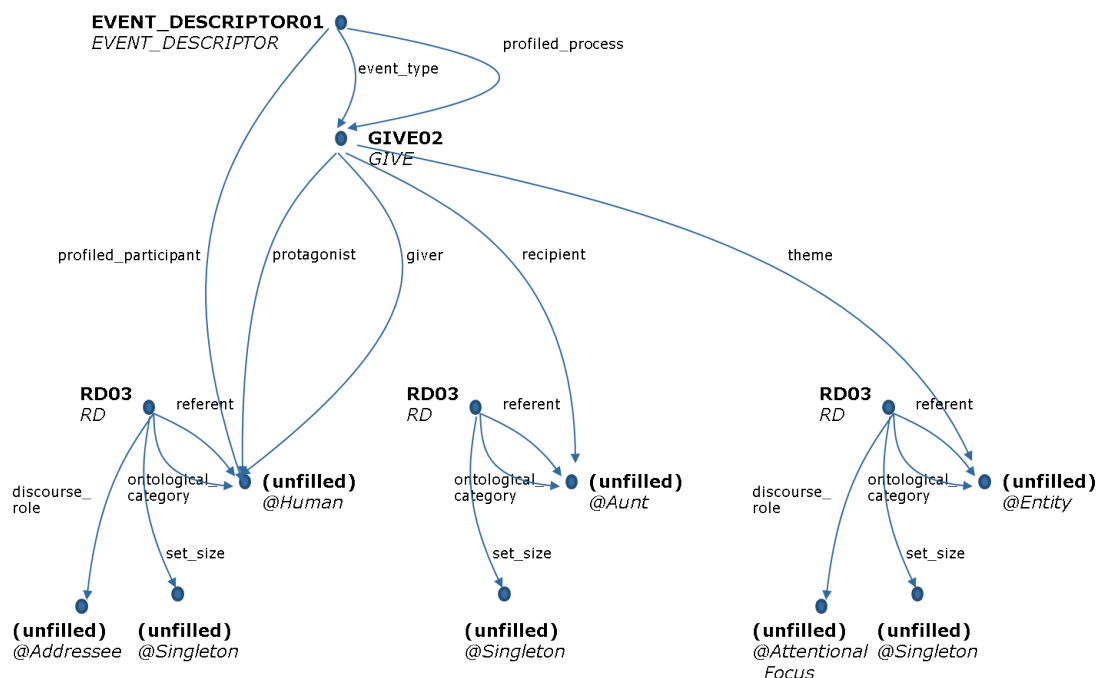 EVENT_DESCRIPTOR01
EVENT_DESCRIPTOR
profiled_process
event_type
GIVE02
GIVE
profiled_participant
protagonist
giver
recipient
theme
RD03
RD
referent
RD03
RD
referent
RD03
RD
referent
discourse_
role
ontological_
category
(unfilled)
@Human
ontological_
category
(unfilled)
@Aunt
discourse_
role
ontological_
category
(unfilled)
@Entity
set_size
set_size
set_size
(unfilled)
@Addressee
(unfilled)
@Singleton
(unfilled)
@Singleton
(unfilled)
@Attentional
Focus
(unfilled)
@Singleton